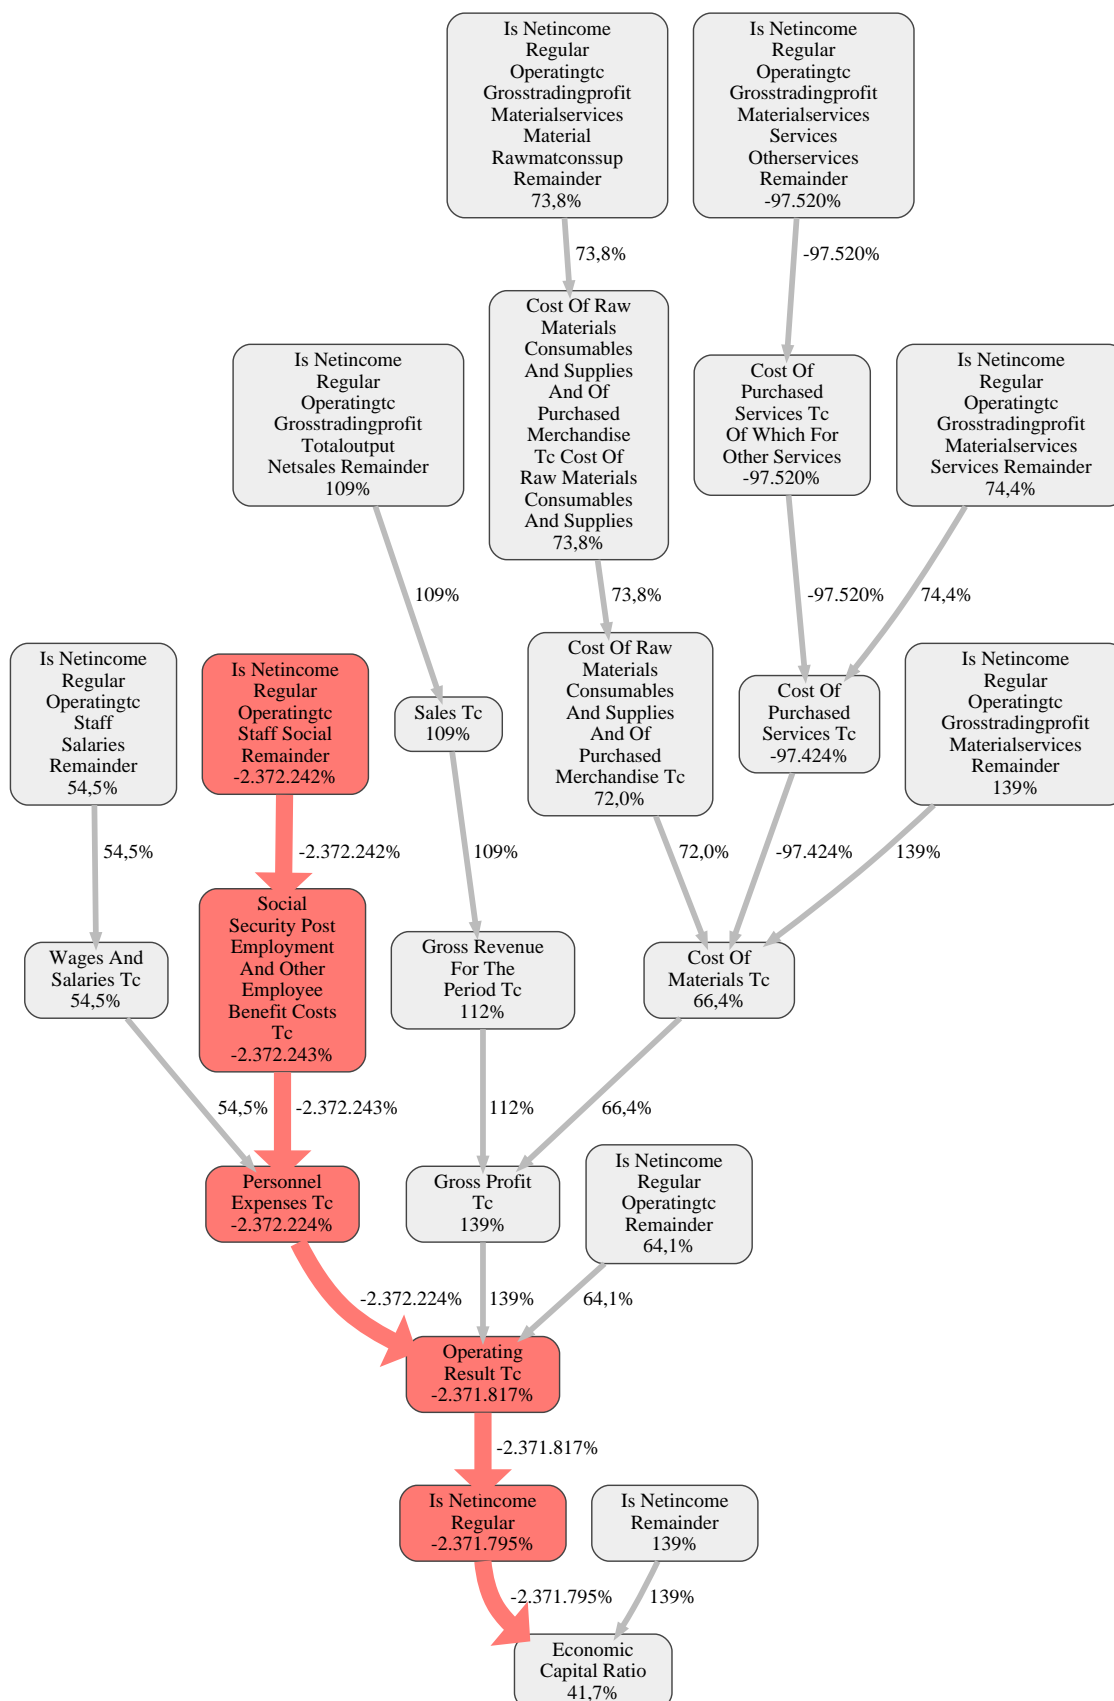 Is Netincome
Regular
Operatingtc
Grosstradingprofit
Materialservices
Material
Rawmatconssup
Remainder
73,8%
Is Netincome
Regular
Operatingtc
Grosstradingprofit
Materialservices
Services
Otherservices
Remainder
-97.520%
73,8%
-97.520%
Is Netincome
Regular
Operatingtc
Grosstradingprofit
Totaloutput
Netsales Remainder
109%
Cost Of Raw
Materials
Consumables
And Supplies
And Of
Purchased
Merchandise
Tc Cost Of
Raw Materials
Consumables
And Supplies
73,8%
Cost Of
Purchased
Services Tc
Of Which For
Other Services
-97.520%
Is Netincome
Regular
Operatingtc
Grosstradingprofit
Materialservices
Services Remainder
74,4%
109%
73,8%
-97.520%
74,4%
Is Netincome
Regular
Operatingtc
Staff
Salaries
Remainder
54,5%
Is Netincome
Regular
Operatingtc
Staff Social
Remainder
-2.372.242%
Sales Tc
109%
Cost Of Raw
Materials
Consumables
And Supplies
And Of
Purchased
Merchandise Tc
72,0%
Cost Of
Purchased
Services Tc
-97.424%
Is Netincome
Regular
Operatingtc
Grosstradingprofit
Materialservices
Remainder
139%
54,5%
-2.372.242%
109%
72,0%
-97.424%
139%
Wages And
Salaries Tc
54,5%
Social
Security Post
Employment
And Other
Employee
Benefit Costs
Tc
-2.372.243%
Gross Revenue
For The
Period Tc
112%
Cost Of
Materials Tc
66,4%
54,5%
-2.372.243%
112%
66,4%
Personnel
Expenses Tc
-2.372.224%
Gross Profit
Tc
139%
Is Netincome
Regular
Operatingtc
Remainder
64,1%
-2.372.224%
139%
64,1%
Operating
Result Tc
-2.371.817%
-2.371.817%
Is Netincome
Regular
-2.371.795%
Is Netincome
Remainder
139%
-2.371.795%
139%
Economic
Capital Ratio
41,7%